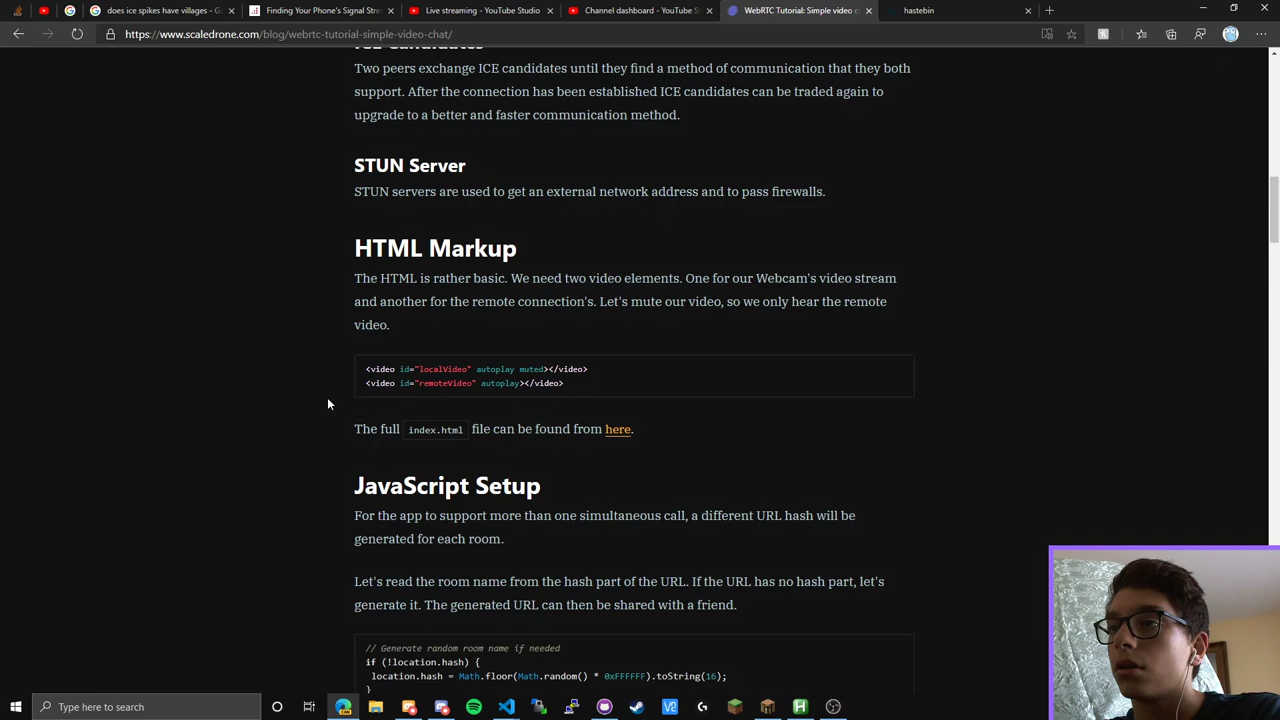 does ice spikes have villages - G
Finding Your Phone's Signal Stre
Live streaming - YouTube Studio
Channel dashboard - YouTube St
WebRTC Tutorial: Simple video c
hastebin
https://www.scaledrone.com/blog/webrtc-tutorial-simple-video-chat/
ICE Candidates
Two peers exchange ICE candidates until they find a method of communication that they both
support. After the connection has been established ICE candidates can be traded again to
upgrade to a better and faster communication method.
STUN Server
STUN servers are used to get an external network address and to pass firewalls.
HTML Markup
The HTML is rather basic. We need two video elements. One for our Webcam's video stream
and another for the remote connection's. Let's mute our video, so we only hear the remote
video.
<video id="localVideo" autoplay muted></video>
<video id="remoteVideo" autoplay></video>
The full index.html file can be found from here.
JavaScript Setup
For the app to support more than one simultaneous call, a different URL hash will be
generated for each room.
Let's read the room name from the hash part of the URL. If the URL has no hash part, let's
generate it. The generated URL can then be shared with a friend.
// Generate random room name if needed
if (!location.hash) {
location.hash = Math.floor(Math.random() * 0xFFFFFF).toString(16);
}
Type here to search